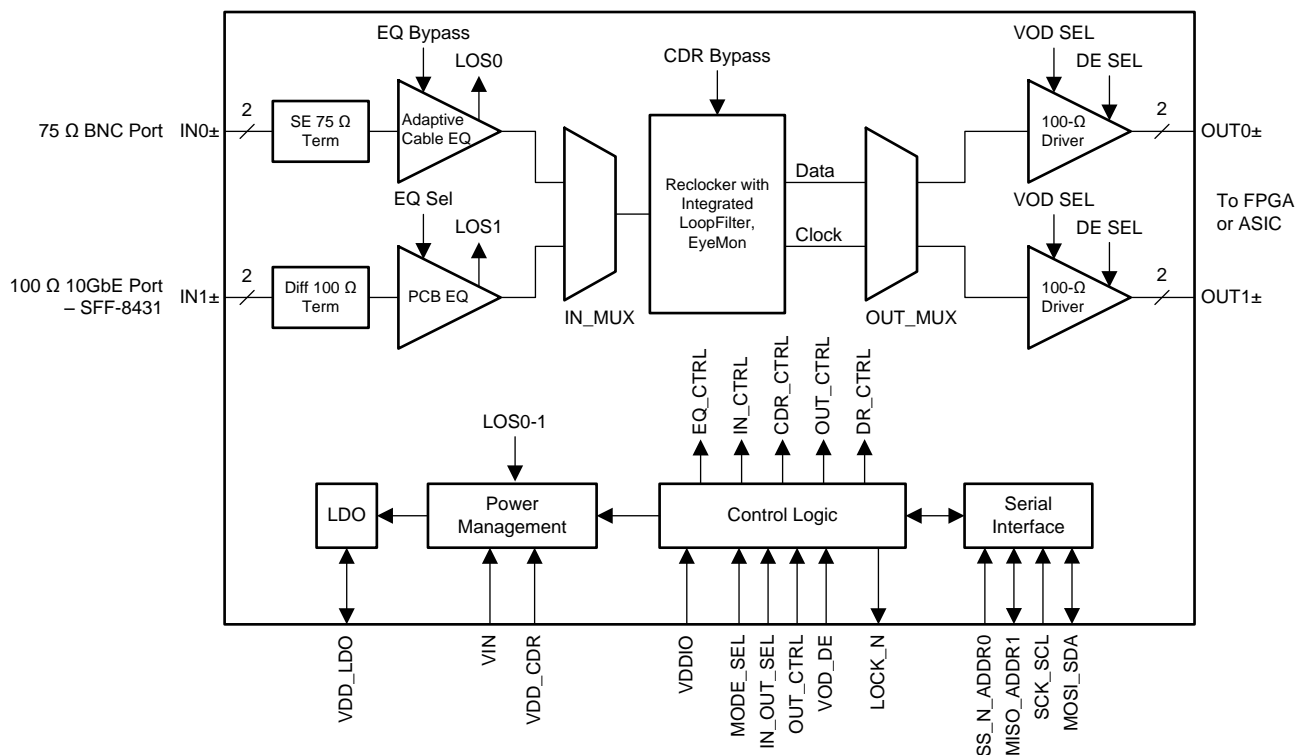 EQ Bypass
LOS0
CDR Bypass
VOD SEL
DE SEL
75 Ω BNC Port
IN0±
2
SE 75 Ω
Term
Adaptive
Cable EQ
100-Ω
Driver
2
OUT0±
EQ Sel
LOS1
Reclocker with
Integrated
LoopFilter,
EyeMon
Data
Clock
VOD SEL
DE SEL
To FPGA
or ASIC
100 Ω 10GbE Port
– SFF-8431
IN1±
2
Diff 100 Ω
Term
PCB EQ
IN_MUX
OUT_MUX
100-Ω
Driver
2
OUT1±
EQ_CTRL
IN_CTRL
CDR_CTRL
OUT_CTRL
DR_CTRL
LOS0-1
LDO
Power
Management
Control Logic
Serial
Interface
VDD_LDO
VIN
VDD_CDR
VDDIO
MODE_SEL
IN_OUT_SEL
OUT_CTRL
VOD_DE
LOCK_N
SS_N_ADDR0
MISO_ADDR1
SCK_SCL
MOSI_SDA